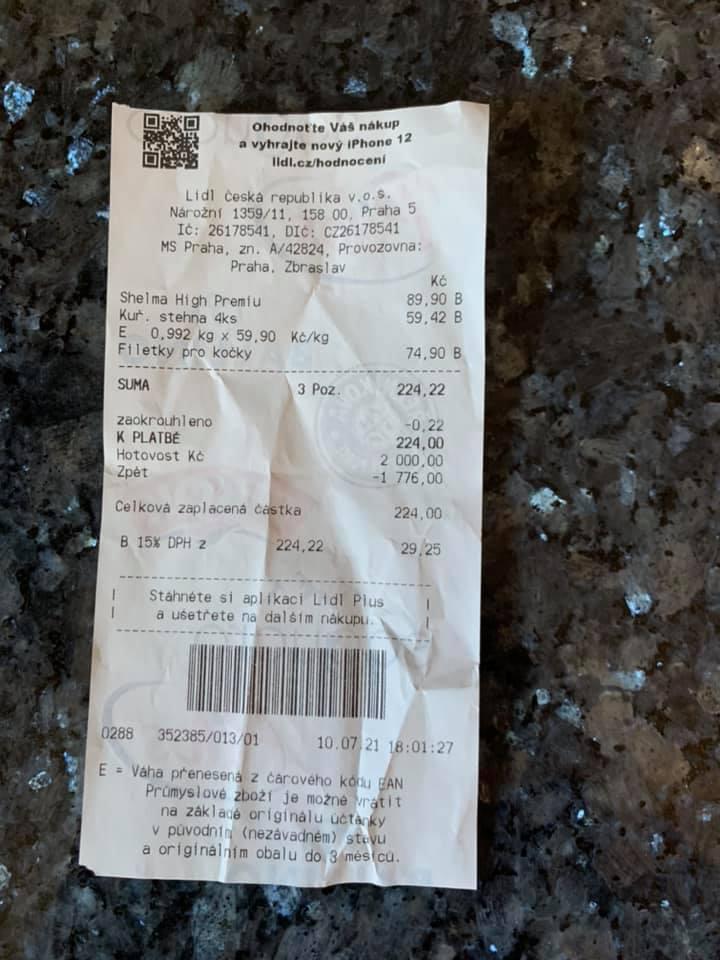 Ohodnoťte Váš nákup
a vyhrajte nový iPhone 12
lidl.cz/hodnoceni
Lidl Česká republika v.o.s.
Nárožní 1359/11, 158 00, Praha 5
IČ: 26178541, DIČ: CZ26178541
MS Praha, zn. A/42824, Provozovna:
Praha, Zbraslav
Kč
Shelma High Premiu 89,90 B
Kuř. stehna 4ks 59,42 B
E 0,992 kg x 59,90 Kč/kg
Filetky pro kočky 74,90 B
SUMA 3 Poz. 224,22
zaokrouhleno -0,22
K PLATBĚ 224,00
Hotovost Kč 2 000,00
Zpět -1 776,00
Celková zaplacená částka 224,00
B 15% DPH z 224,22 29,25
Stáhněte si aplikaci Lidl Plus
a ušetřete na dalším nákupu.
0288 352385/013/01 10.07.21 18:01:27
E = Váha přenesená z čárového kódu EAN
Průmyslové zboží je možné vrátit
na základě originálu účtenky
v původním (nezávadném) stavu
a originálním obalu do 3 měsíců.